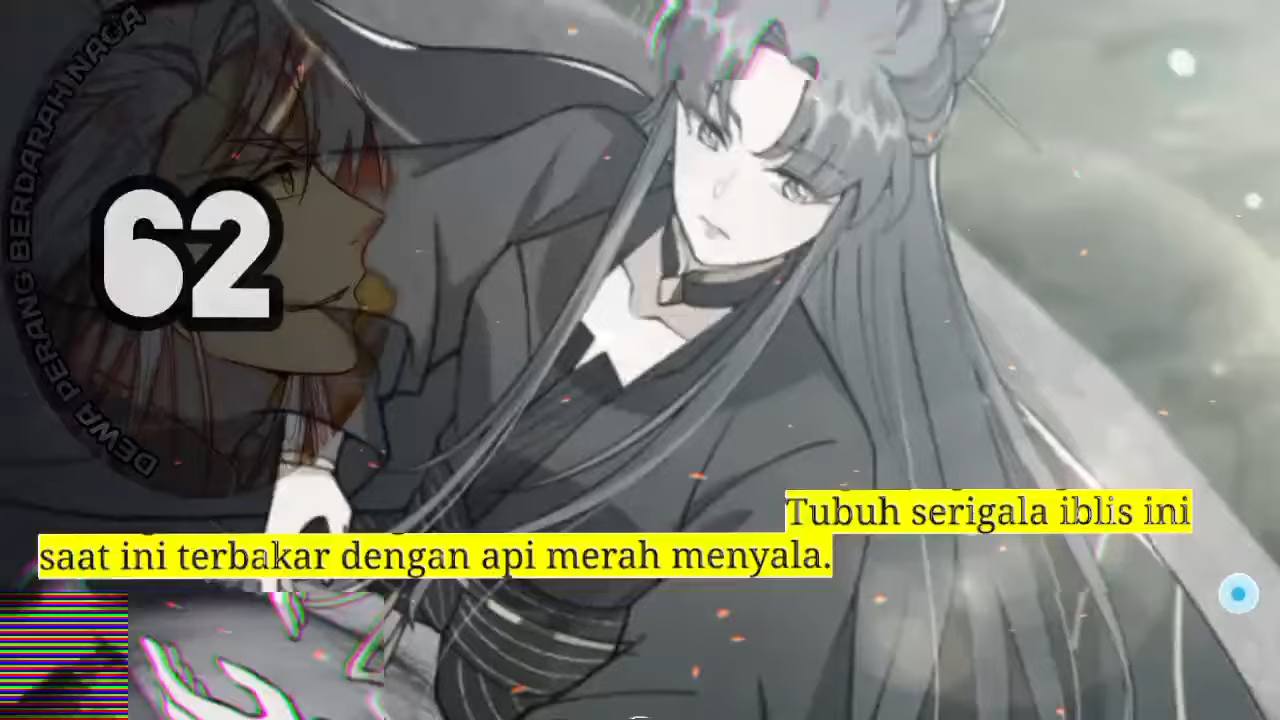 DEWA PERANG BERDARAH NAGA
62
Tubuh serigala iblis ini
saat ini terbakar dengan api merah menyala.